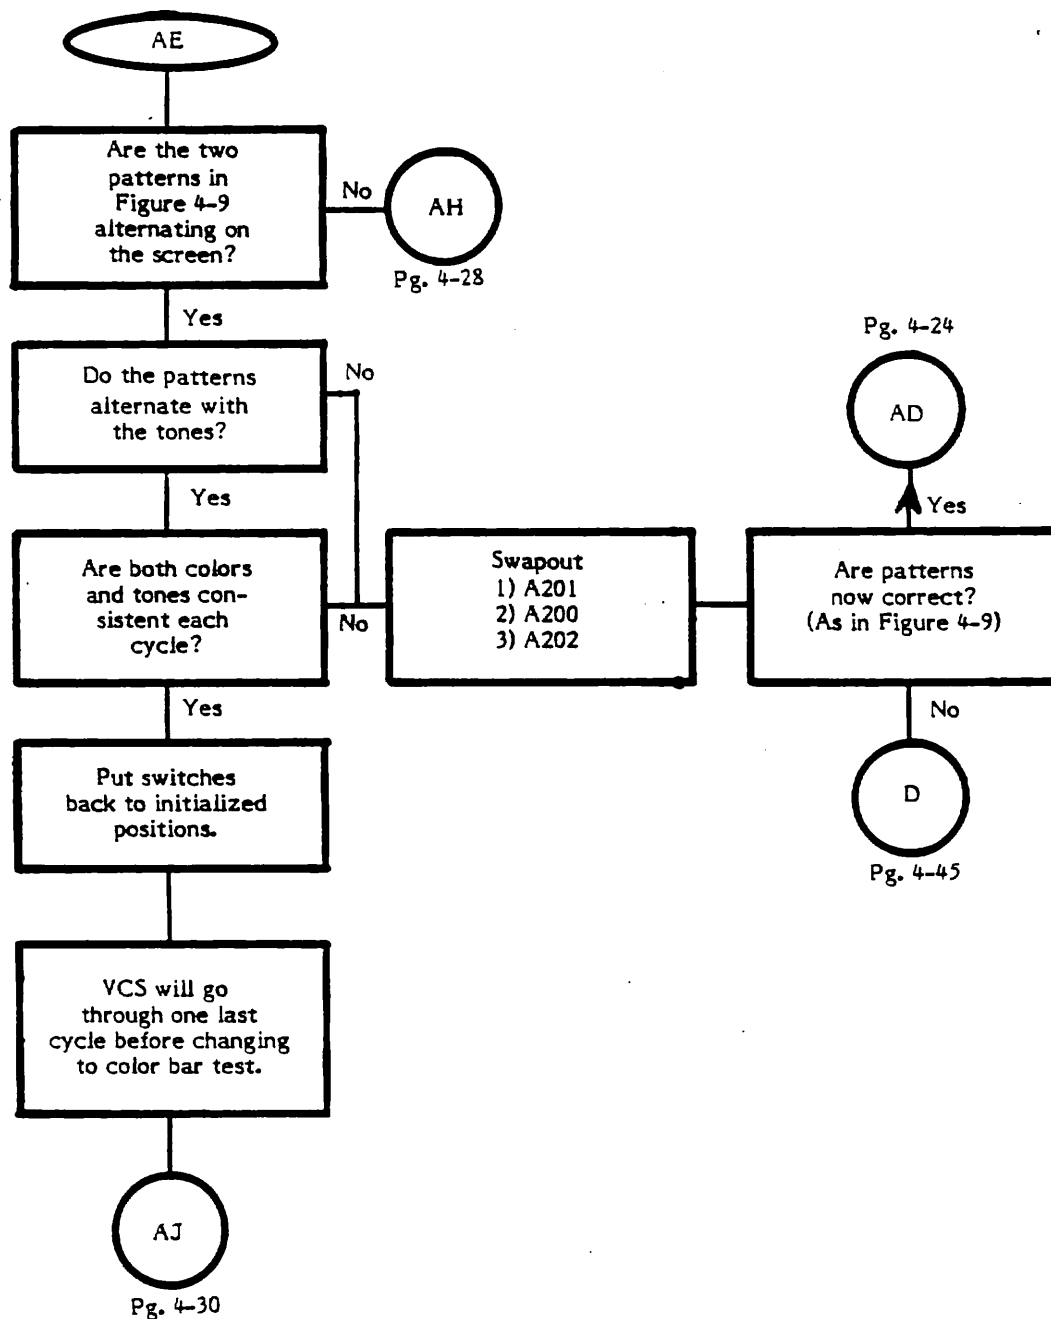 AE
Are the two
patterns in
Figure 4-9
alternating on
the screen?
No
AH
Pg. 4-28
Yes
Do the patterns
alternate with
the tones?
No
Yes
Are both colors
and tones con-
sistent each
cycle?
No
Swapout
1) A201
2) A200
3) A202
Are patterns
now correct?
(As in Figure 4-9)
Yes
AD
Pg. 4-24
No
D
Pg. 4-45
Yes
Put switches
back to initialized
positions.
VCS will go
through one last
cycle before changing
to color bar test.
AJ
Pg. 4-30